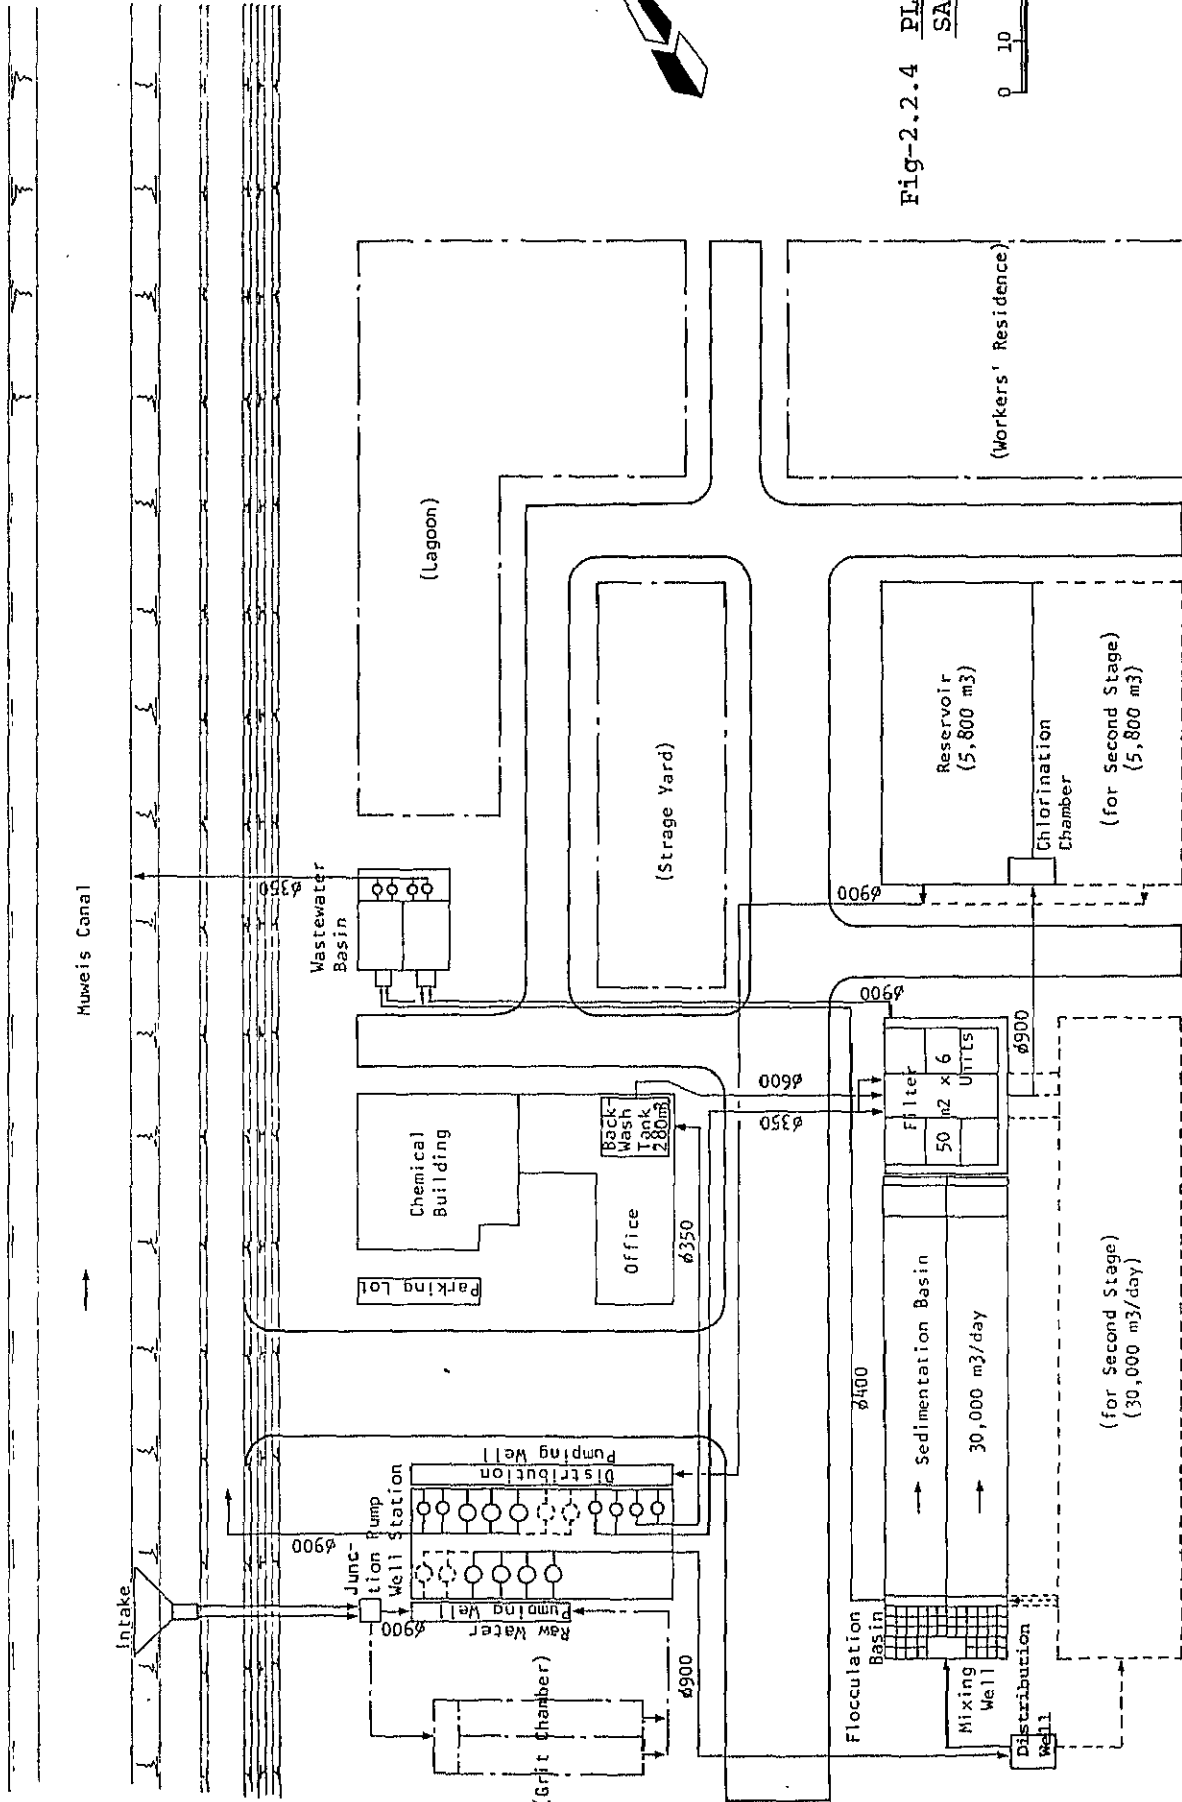 Muweis Canal
Intake
Junc-
tion
Well
Pump
Station
ø900
ø900
Raw Water
Pumping Well
Distribution
Pumping Well
(Grit Chamber)
ø900
Parking Lot
Chemical
Building
Office
Back-
Wash
Tank
280m3
ø350
ø350
ø600
Wastewater
Basin
ø350
(Lagoon)
(Strage Yard)
(Workers' Residence)
ø900
ø900
ø400
Flocculation
Basin
Mixing
Well
Distribution
Well
Sedimentation Basin
30,000 m3/day
Filter
50 m2 x 6
Units
ø900
(for Second Stage)
(30,000 m3/day)
Reservoir
(5,800 m3)
Chlorination
Chamber
(for Second Stage)
(5,800 m3)
Fig-2.2.4 PL
SA
0 10